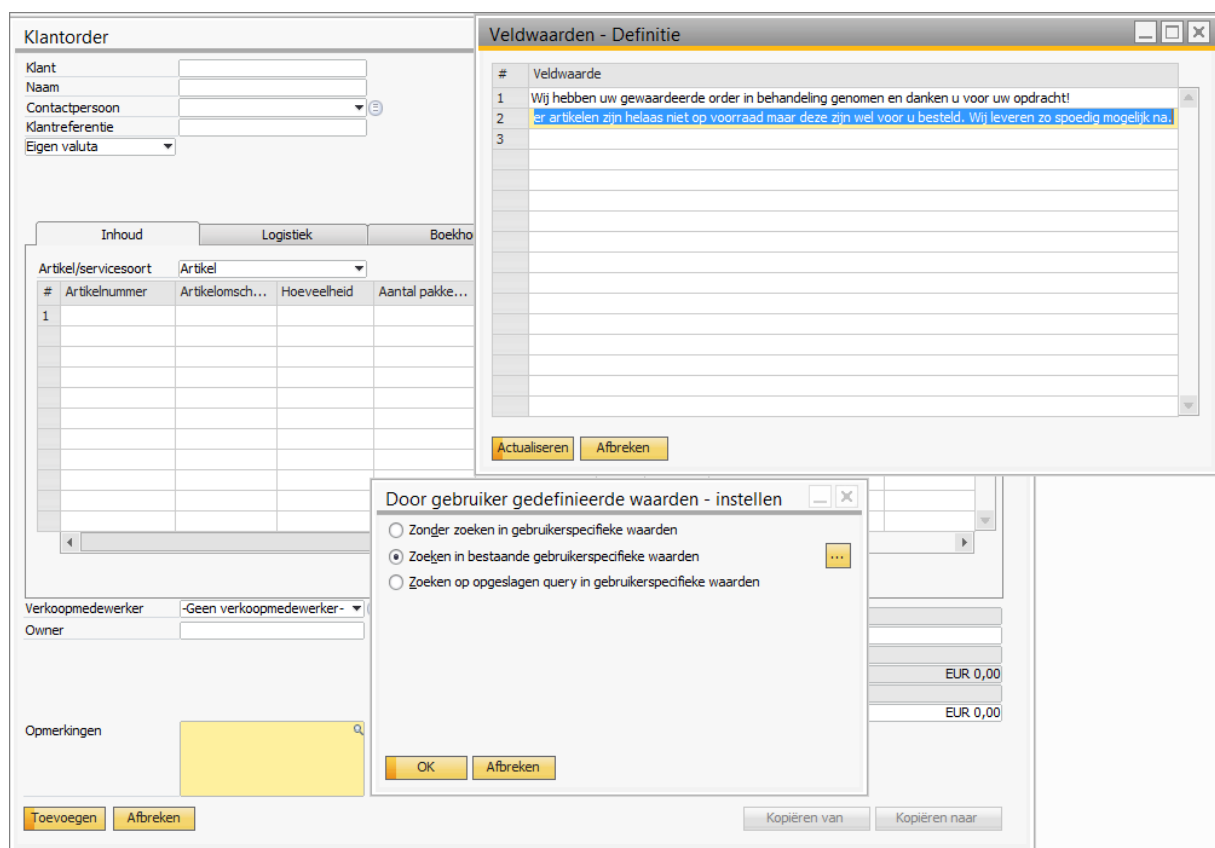 Klantorder
Klant
Naam
Contactpersoon
Klantreferentie
Eigen valuta
Inhoud Logistiek Boekho
Artikel/servicesoort Artikel
# Artikelnummer Artikelomsch... Hoeveelheid Aantal pakke...
1
Verkoopmedewerker -Geen verkoopmedewerker-
Owner
EUR 0,00
EUR 0,00
Opmerkingen
Toevoegen Afbreken Kopiëren van Kopiëren naar
Veldwaarden - Definitie
# Veldwaarde
1 Wij hebben uw gewaardeerde order in behandeling genomen en danken u voor uw opdracht!
2 er artikelen zijn helaas niet op voorraad maar deze zijn wel voor u besteld. Wij leveren zo spoedig mogelijk na.
3
Actualiseren Afbreken
Door gebruiker gedefinieerde waarden - instellen
Zonder zoeken in gebruikerspecifieke waarden
Zoeken in bestaande gebruikerspecifieke waarden ...
Zoeken op opgeslagen query in gebruikerspecifieke waarden
OK Afbreken